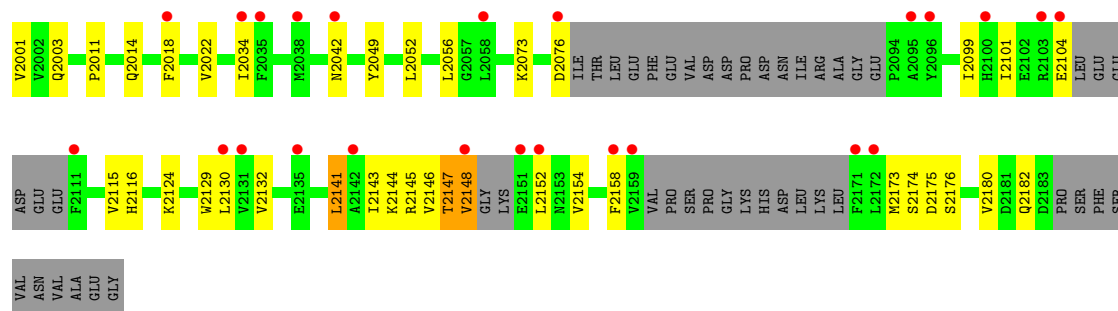 V2001 V2002 Q2003 P2011 Q2014 F2018 V2022 I2034 F2035 M2038 N2042 Y2049 L2052 L2056 G2057 L2058 K2073 D2076 ILE THR LEU GLU PHE GLU VAL ASP ASP PRO ASP ASN ILE ARG ALA GLY GLU P2094 A2095 Y2096 I2099 H2100 I2101 E2102 R2103 E2104 LEU GLU GLU
ASP GLU GLU F2111 V2115 H2116 K2124 W2129 L2130 V2131 V2132 E2135 L2141 A2142 I2143 K2144 R2145 V2146 T2147 V2148 GLY LYS E2151 L2152 N2153 V2154 F2158 V2159 VAL PRO SER PRO GLY LYS HIS ASP LEU LYS LEU F2171 L2172 M2173 S2174 D2175 S2176 V2180 D2181 Q2182 D2183 PRO SER PHE SER
VAL ASN VAL ALA GLU GLY